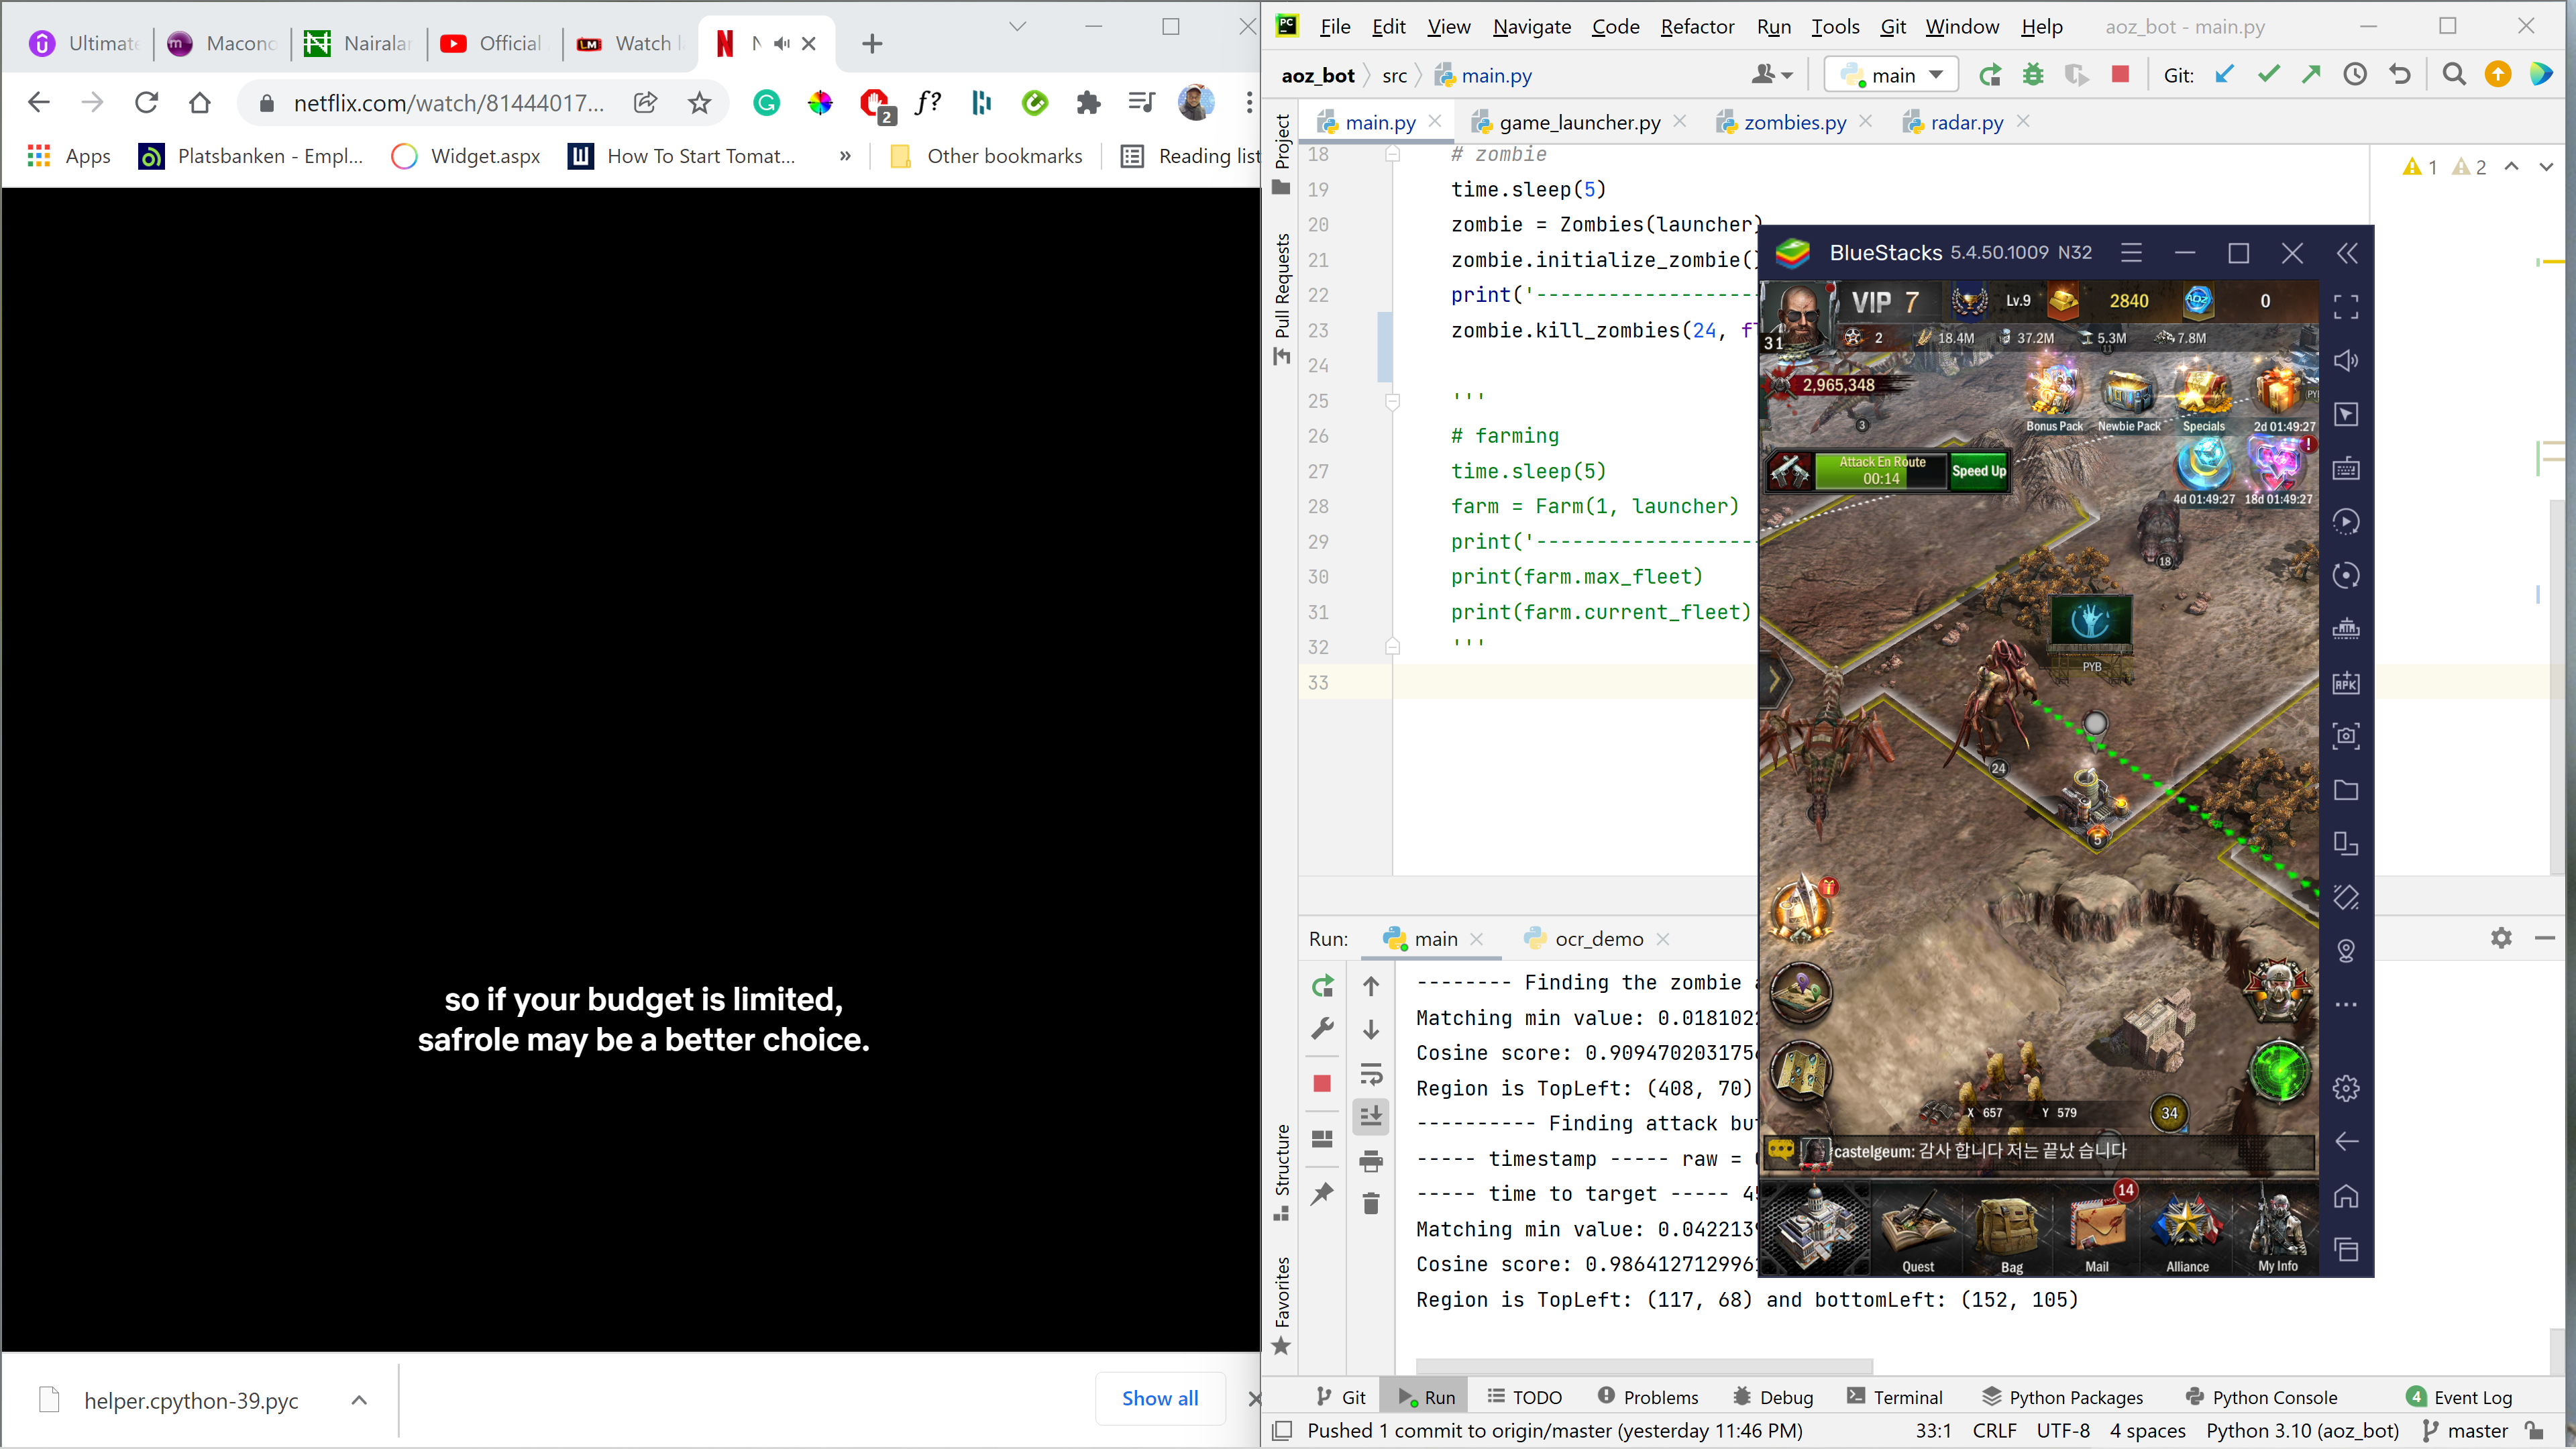 Ultimate
Macond
Nairalan
Official
Watch l
N
netflix.com/watch/81444017...
2
f?
Apps
Platsbanken - Empl...
Widget.aspx
How To Start Tomat...
»
Other bookmarks
Reading list
so if your budget is limited,
safrole may be a better choice.
helper.cpython-39.pyc
Show all
PC
File Edit View Navigate Code Refactor Run Tools Git Window Help
aoz_bot - main.py
aoz_bot
src
main.py
main
Git:
main.py
game_launcher.py
zombies.py
radar.py
Project
Pull Requests
Structure
Favorites
1
2
18 # zombie
19 time.sleep(5)
20 zombie = Zombies(launcher)
21 zombie.initialize_zombie()
22 print('-------------------
23 zombie.kill_zombies(24, fl
24
25 '''
26 # farming
27 time.sleep(5)
28 farm = Farm(1, launcher)
29 print('-------------------
30 print(farm.max_fleet)
31 print(farm.current_fleet)
32 '''
33
BlueStacks 5.4.50.1009 N32
VIP 7
Lv.9
2840
0
31
2
18.4M
37.2M
5.3M
7.8M
2,965,348
3
Bonus Pack
Newbie Pack
Specials
2d 01:49:27
Attack En Route
00:14
Speed Up
4d 01:49:27
18d 01:49:27
18
PYB
24
5
X 657
Y 579
34
castelgeum: 감사 합니다 저는 끝났 습니다
14
Quest
Bag
Mail
Alliance
My Info
APK
Run:
main
ocr_demo
-------- Finding the zombie
Matching min value: 0.0181022
Cosine score: 0.909470203175
Region is TopLeft: (408, 70)
---------- Finding attack but
----- timestamp ----- raw =
----- time to target ----- 45
Matching min value: 0.0422139
Cosine score: 0.986412712996
Region is TopLeft: (117, 68) and bottomLeft: (152, 105)
Git
Run
TODO
Problems
Debug
Terminal
Python Packages
Python Console
4
Event Log
Pushed 1 commit to origin/master (yesterday 11:46 PM)
33:1
CRLF
UTF-8
4 spaces
Python 3.10 (aoz_bot)
master